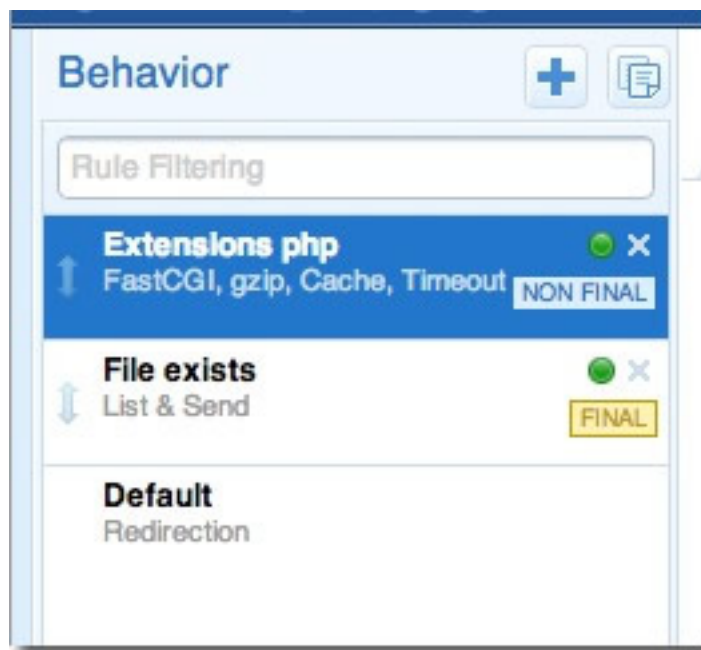 Behavior
Rule Filtering
Extensions php
FastCGI, gzip, Cache, Timeout
NON FINAL
File exists
List & Send
FINAL
Default
Redirection